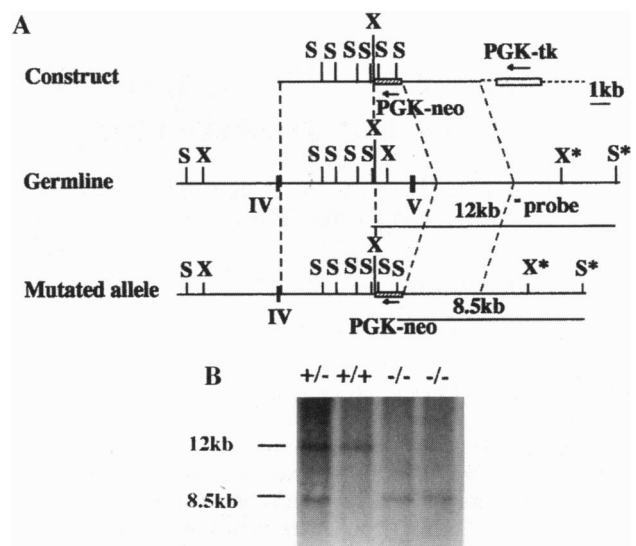 A
X
S S S S S S
PGK-tk
Construct
PGK-neo
1kb
X
S X S S S S X X* S*
Germline
IV V
12kb probe
X
S X S S S S S S X* S*
Mutated allele
IV 8.5kb
PGK-neo
B +/- +/+ -/- -/-
12kb
8.5kb